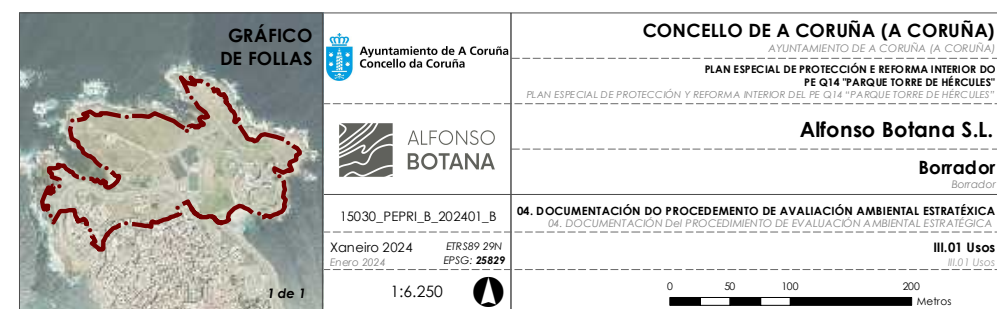 GRÁFICO
DE FOLLAS
1 de 1
Ayuntamiento de A Coruña
Concello da Coruña
ALFONSO
BOTANA
15030_PEPRI_B_202401_B
Xaneiro 2024
Enero 2024
ETRS89 29N
EPSG: 25829
1:6.250
CONCELLO DE A CORUÑA (A CORUÑA)
AYUNTAMIENTO DE A CORUÑA (A CORUÑA)
PLAN ESPECIAL DE PROTECCIÓN E REFORMA INTERIOR DO
PE Q14 "PARQUE TORRE DE HÉRCULES"
PLAN ESPECIAL DE PROTECCIÓN Y REFORMA INTERIOR DEL PE Q14 "PARQUE TORRE DE HÉRCULES"
Alfonso Botana S.L.
Borrador
Borrador
04. DOCUMENTACIÓN DO PROCEDEMENTO DE AVALIACIÓN AMBIENTAL ESTRATÉXICA
04. DOCUMENTACIÓN Del PROCEDIMIENTO DE EVALUACIÓN AMBIENTAL ESTRATÉGICA
III.01 Usos
III.01 Usos
0 50 100 200
Metros